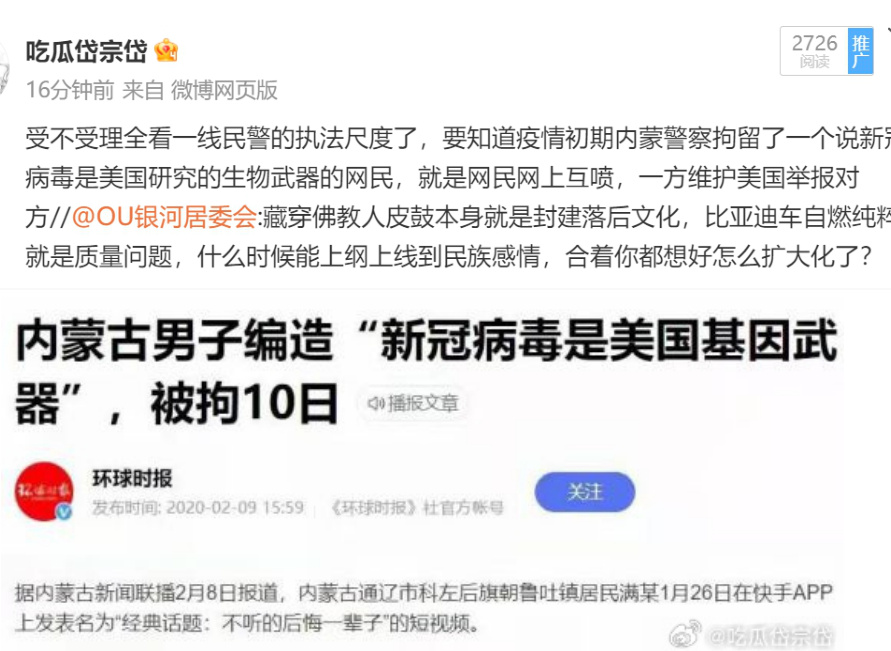 吃瓜岱宗岱
2726
阅读
推广
16分钟前 来自 微博网页版
受不受理全看一线民警的执法尺度了，要知道疫情初期内蒙警察拘留了一个说新冠
病毒是美国研究的生物武器的网民，就是网民网上互喷，一方维护美国举报对
方//@OU银河居委会:藏穿佛教人皮鼓本身就是封建落后文化，比亚迪车自燃纯粹
就是质量问题，什么时候能上纲上线到民族感情，合着你都想好怎么扩大化了？
内蒙古男子编造“新冠病毒是美国基因武
器”，被拘10日 播报文章
环球时报
环球时报
发布时间: 2020-02-09 15:59 《环球时报》社官方帐号
关注
据内蒙古新闻联播2月8日报道，内蒙古通辽市科左后旗朝鲁吐镇居民满某1月26日在快手APP
上发表名为“经典话题：不听的后悔一辈子”的短视频。
@吃瓜岱宗岱